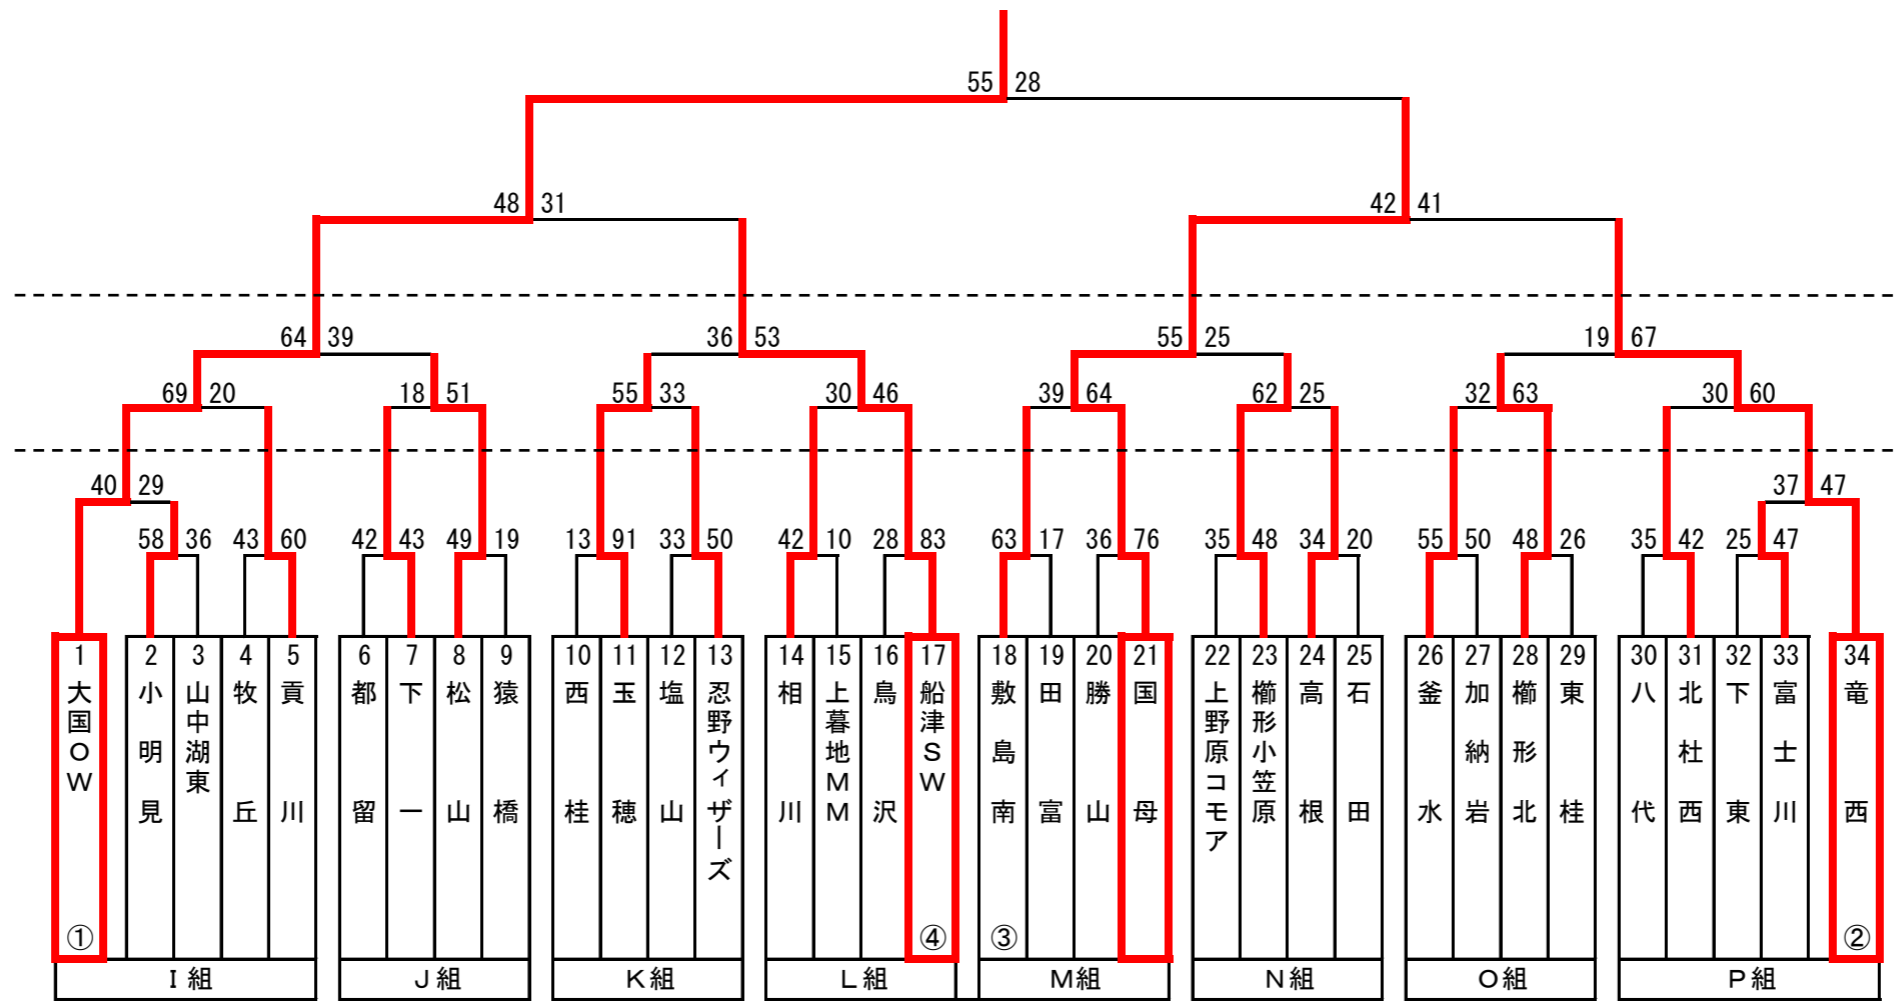 55 28
48 31 42 41
64 39 36 53 55 25 19 67
69 20 18 51 55 33 30 46 39 64 62 25 32 63 30 60
40 29 37 47
58 36 43 60 42 43 49 19 13 91 33 50 42 10 28 83 63 17 36 76 35 48 34 20 55 50 48 26 35 42 25 47
1 大国OW ①
2 小明見
3 山中湖東
4 牧丘
5 貢川
6 都留
7 下一
8 松山
9 猿橋
10 西桂
11 玉穂
12 塩山
13 忍野ウィザーズ
14 相川
15 上暮地MM
16 鳥沢
17 船津SW ④
18 敷島南 ③
19 田富
20 勝山
21 国母
22 上野原コモア
23 櫛形小笠原
24 高根
25 石田
26 釜水
27 加納岩
28 櫛形北
29 東桂
30 八代
31 北杜西
32 下東
33 富士川
34 竜西 ②
I組 J組 K組 L組 M組 N組 O組 P組